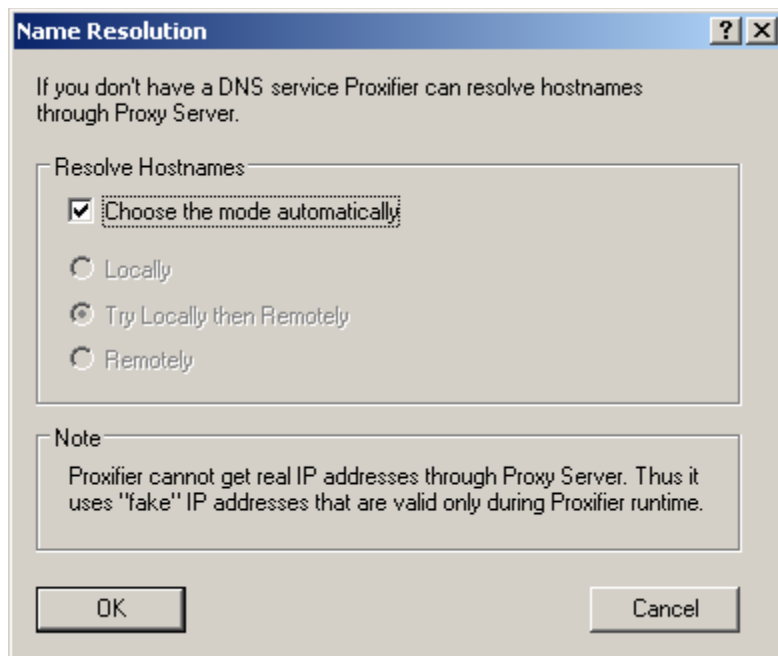 Name Resolution
If you don't have a DNS service Proxifier can resolve hostnames
through Proxy Server.
Resolve Hostnames
Choose the mode automatically
Locally
Try Locally then Remotely
Remotely
Note
Proxifier cannot get real IP addresses through Proxy Server. Thus it
uses "fake" IP addresses that are valid only during Proxifier runtime.
OK
Cancel